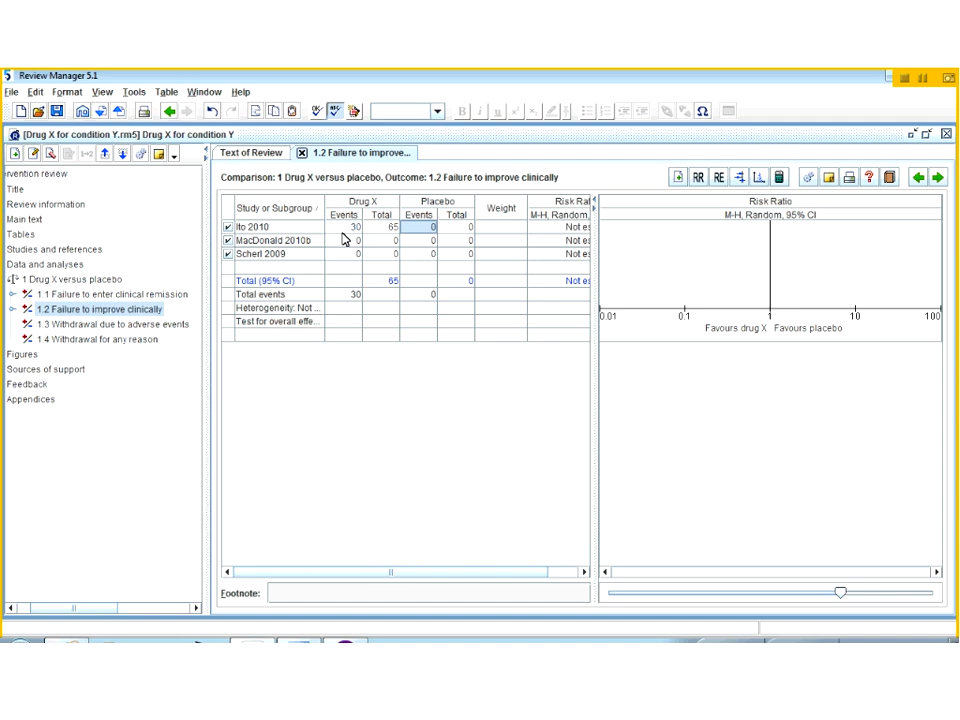 5 Review Manager 5.1
File Edit Format View Tools Table Window Help
[Drug X for condition Y.rm5] Drug X for condition Y
Text of Review 1.2 Failure to improve...
Comparison: 1 Drug X versus placebo, Outcome: 1.2 Failure to improve clinically
RR RE
rvention review
Title
Review information
Main text
Tables
Studies and references
Data and analyses
1 Drug X versus placebo
1.1 Failure to enter clinical remission
1.2 Failure to improve clinically
1.3 Withdrawal due to adverse events
1.4 Withdrawal for any reason
Figures
Sources of support
Feedback
Appendices
Study or Subgroup Drug X Placebo Weight Risk Rat
Events Total Events Total M-H, Random,
Ito 2010 30 65 0 0 Not es
MacDonald 2010b 0 0 0 0 Not es
Scherl 2009 0 0 0 0 Not es
Total (95% CI) 65 0 Not es
Total events 30 0
Heterogeneity: Not ...
Test for overall effe...
Risk Ratio
M-H, Random, 95% CI
0.01 0.1 1 10 100
Favours drug X Favours placebo
Footnote: